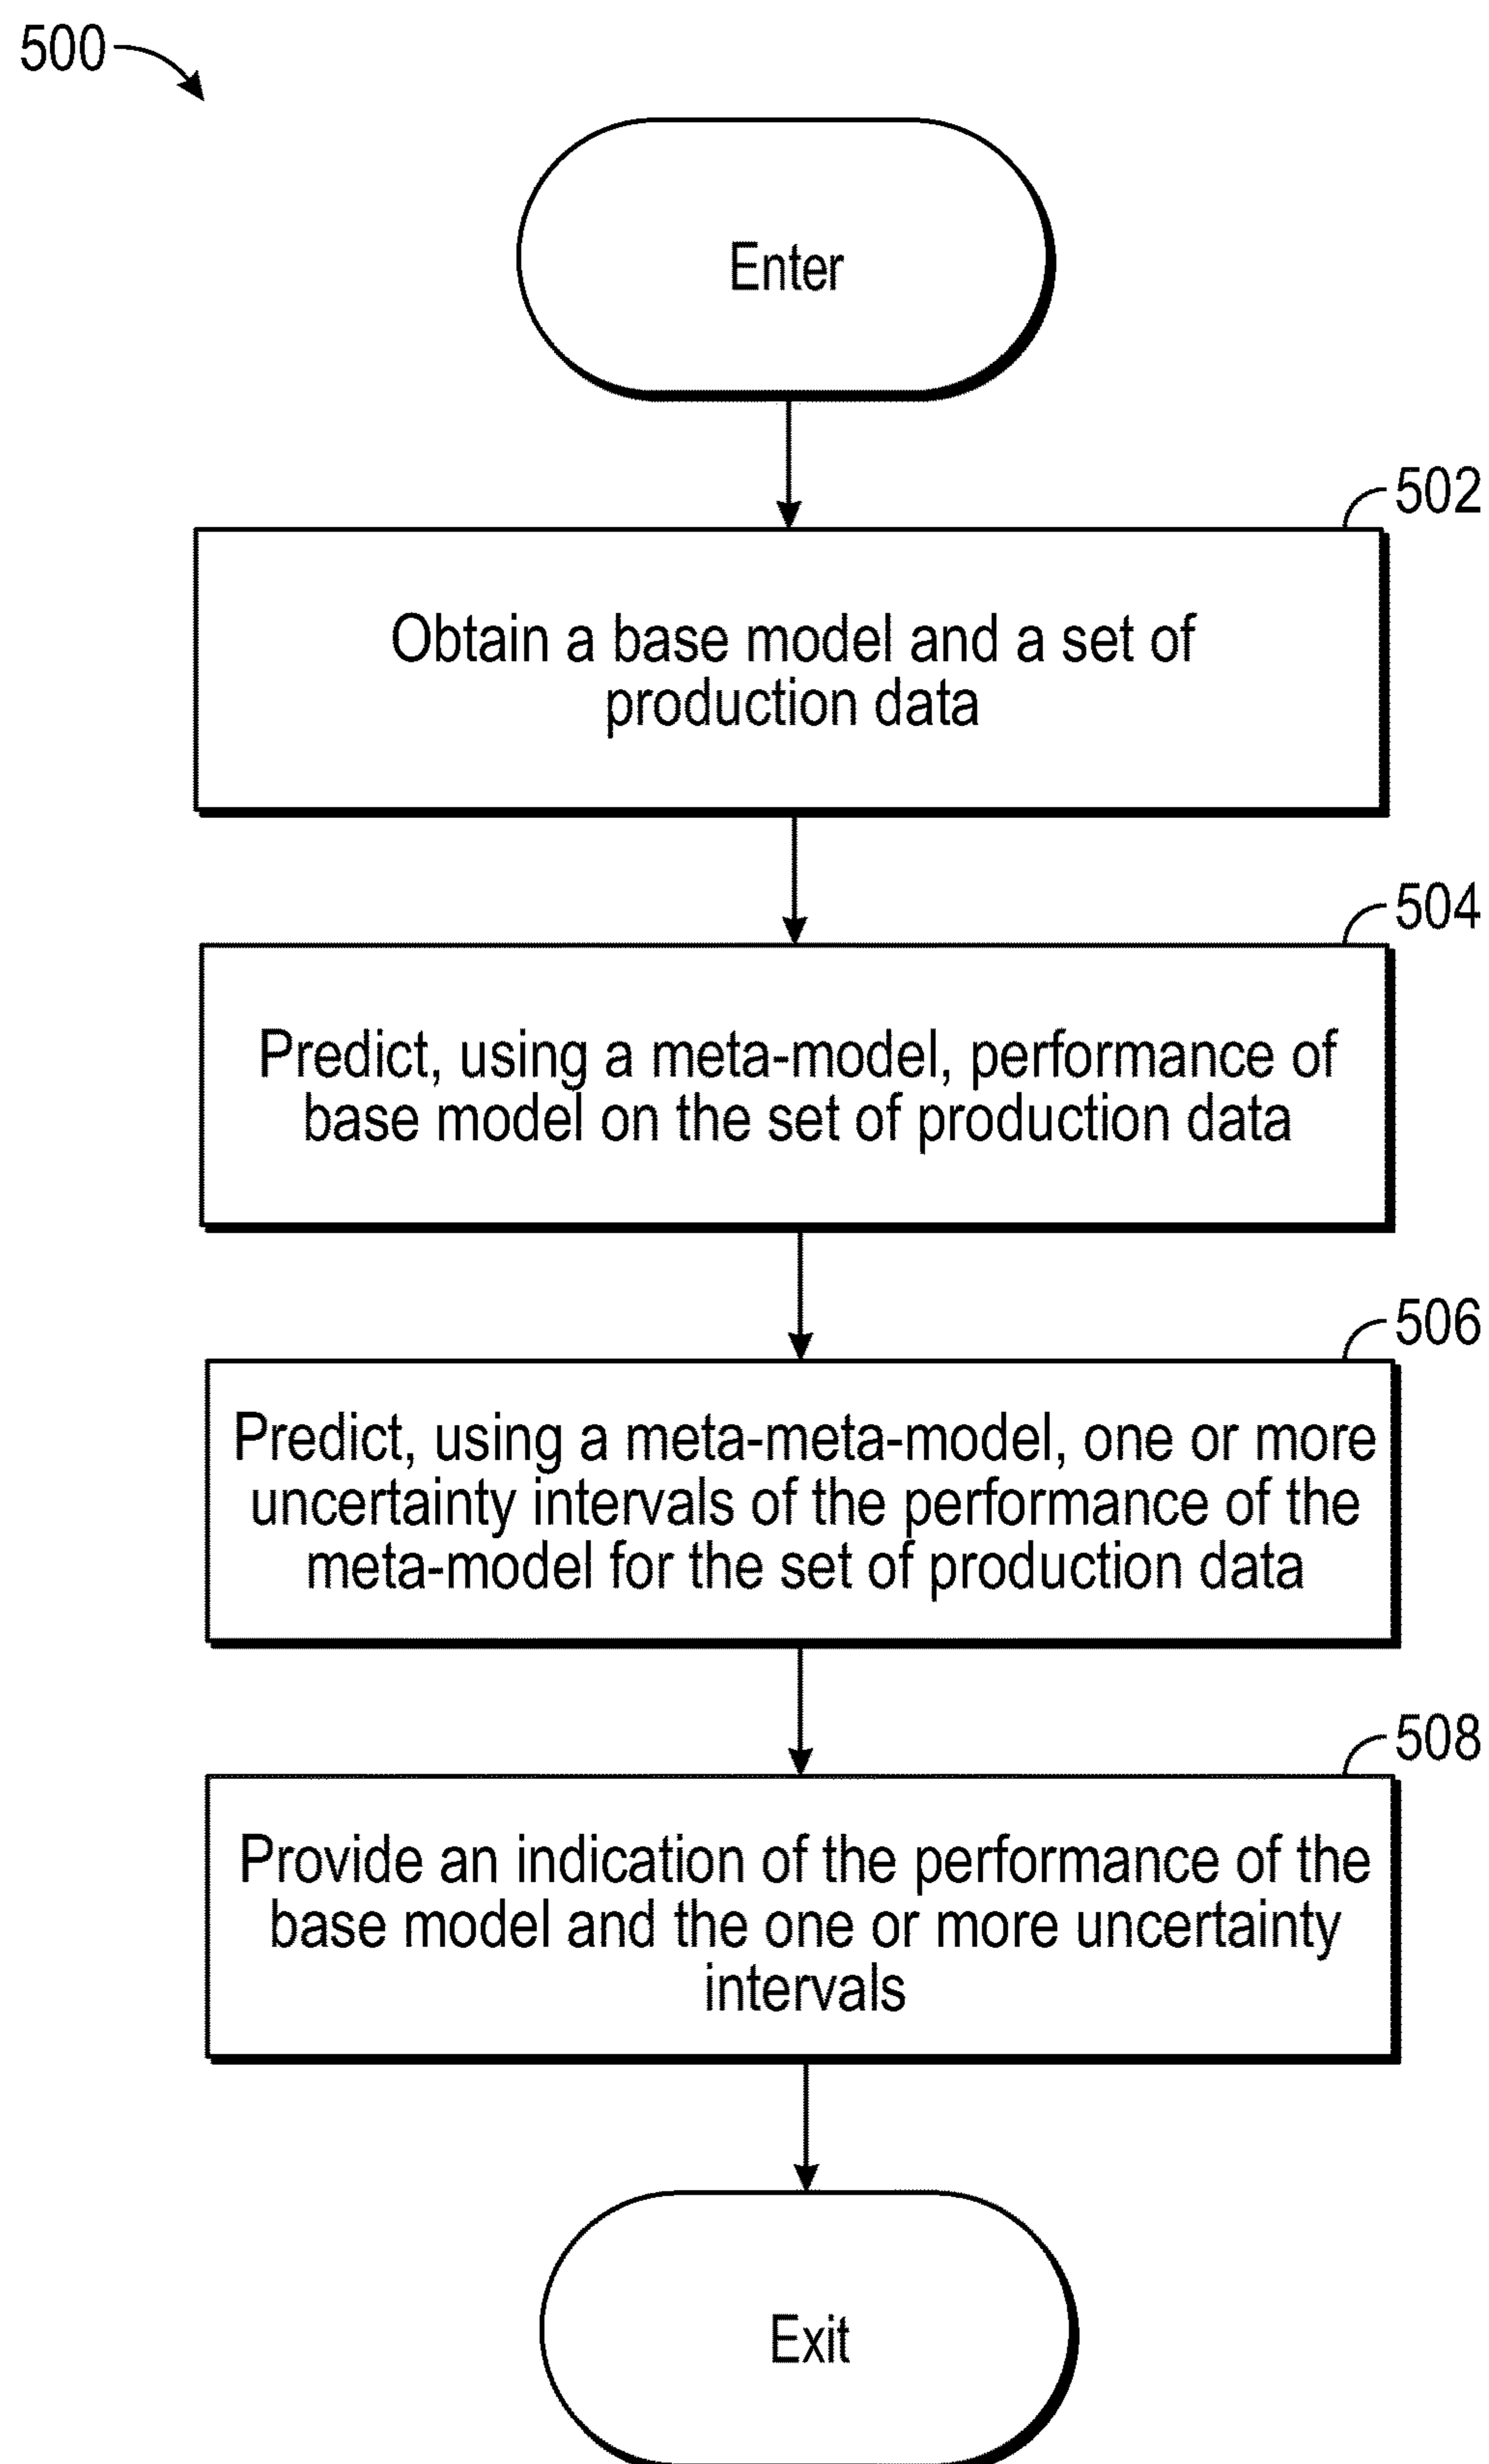 500
Enter
502
Obtain a base model and a set of
production data
504
Predict, using a meta-model, performance of
base model on the set of production data
506
Predict, using a meta-meta-model, one or more
uncertainty intervals of the performance of the
meta-model for the set of production data
508
Provide an indication of the performance of the
base model and the one or more uncertainty
intervals
Exit